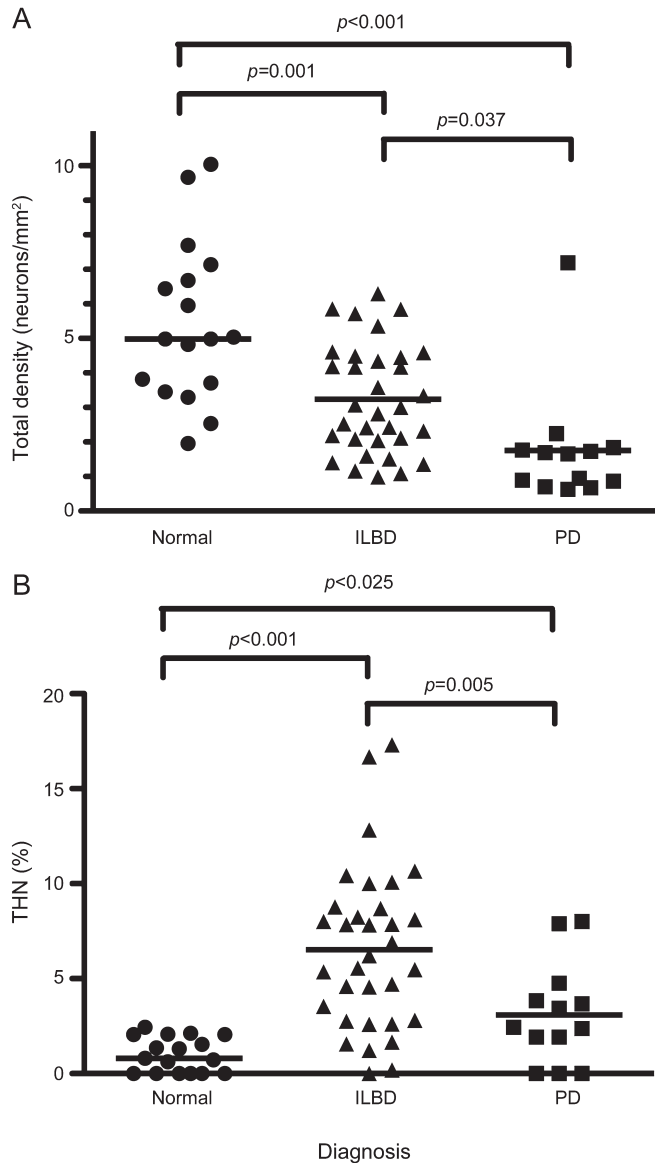 A
p<0.001
p=0.001
p=0.037
10
5
0
Total density (neurons/mm²)
Normal ILBD PD
B
p<0.025
p<0.001
p=0.005
20
15
10
5
0
THN (%)
Normal ILBD PD
Diagnosis